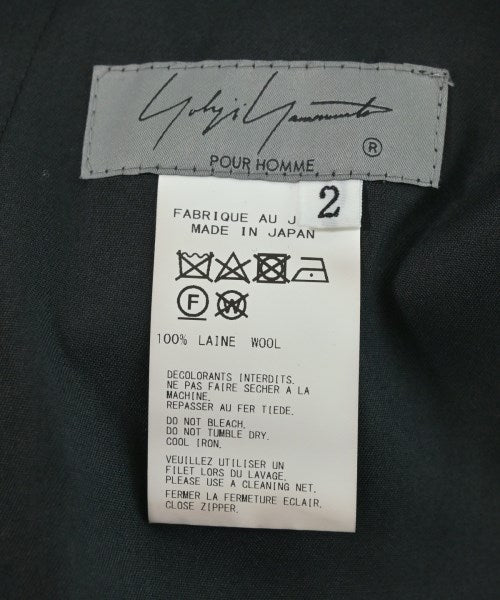 Yohji Yamamoto
®
POUR HOMME
2
FABRIQUE AU J
MADE IN JAPAN
F
W
100% LAINE WOOL
DECOLORANTS INTERDITS.
NE PAS FAIRE SECHER A LA
MACHINE.
REPASSER AU FER TIEDE.
DO NOT BLEACH.
DO NOT TUMBLE DRY.
COOL IRON.
VEUILLEZ UTILISER UN
FILET LORS DU LAVAGE.
PLEASE USE A CLEANING NET.
FERMER LA FERMETURE ECLAIR.
CLOSE ZIPPER.